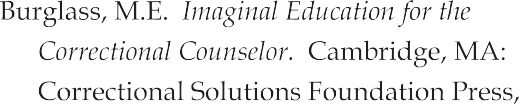 Burglass, M.E. Imaginal Education for the
Correctional Counselor. Cambridge, MA:
Correctional Solutions Foundation Press,